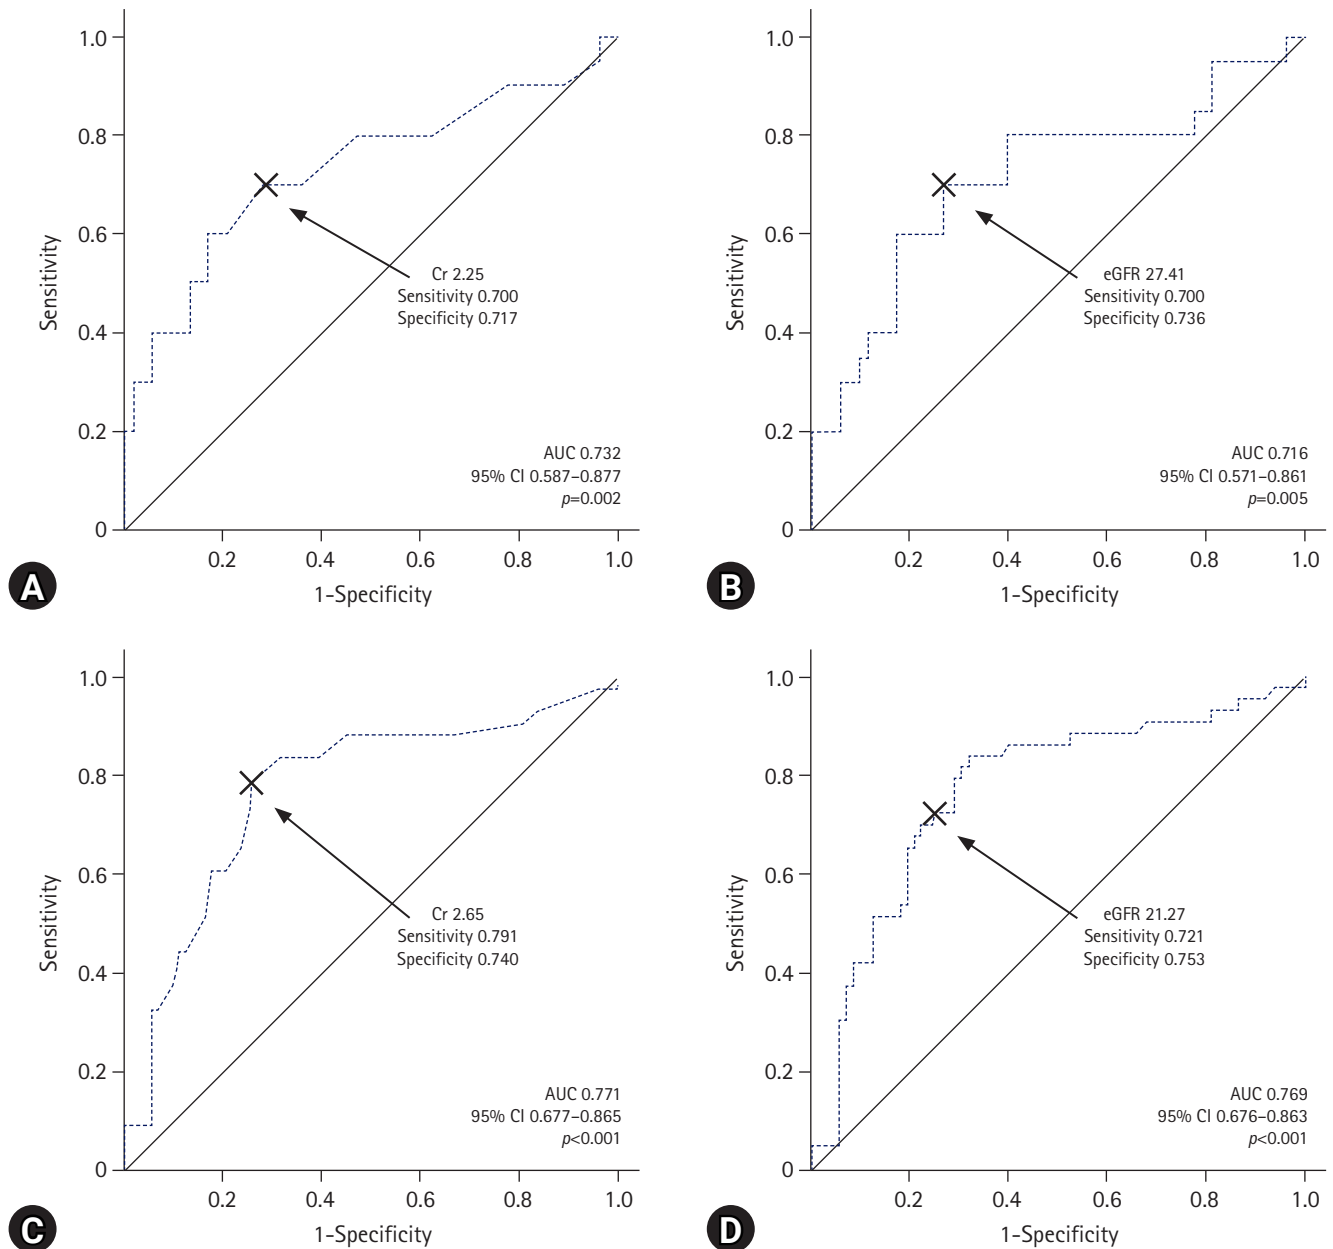 1.0
0.8
0.6
0.4
0.2
0
Sensitivity
Cr 2.25
Sensitivity 0.700
Specificity 0.717
AUC 0.732
95% CI 0.587–0.877
p=0.002
0.2 0.4 0.6 0.8 1.0
1-Specificity
A
1.0
0.8
0.6
0.4
0.2
0
Sensitivity
eGFR 27.41
Sensitivity 0.700
Specificity 0.736
AUC 0.716
95% CI 0.571–0.861
p=0.005
0.2 0.4 0.6 0.8 1.0
1-Specificity
B
1.0
0.8
0.6
0.4
0.2
0
Sensitivity
Cr 2.65
Sensitivity 0.791
Specificity 0.740
AUC 0.771
95% CI 0.677–0.865
p<0.001
0.2 0.4 0.6 0.8 1.0
1-Specificity
C
1.0
0.8
0.6
0.4
0.2
0
Sensitivity
eGFR 21.27
Sensitivity 0.721
Specificity 0.753
AUC 0.769
95% CI 0.676–0.863
p<0.001
0.2 0.4 0.6 0.8 1.0
1-Specificity
D